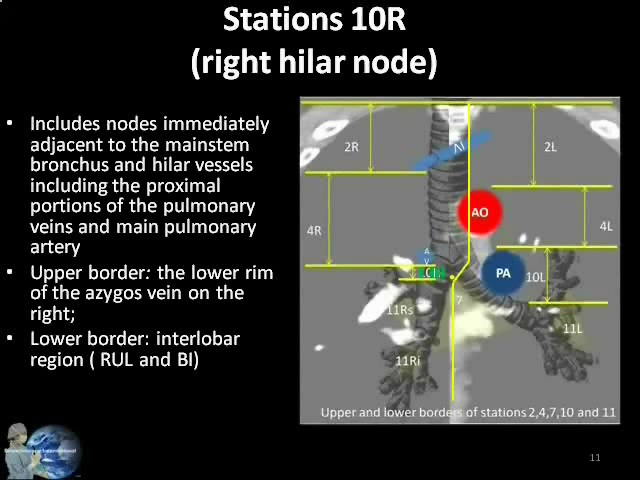 Stations 10R
(right hilar node)
• Includes nodes immediately
adjacent to the mainstem
bronchus and hilar vessels
including the proximal
portions of the pulmonary
veins and main pulmonary
artery
• Upper border: the lower rim
of the azygos vein on the
right;
• Lower border: interlobar
region ( RUL and BI)
2R
2L
AO
4R
4L
A
V
PA
10L
7
11Rs
11L
11Ri
Upper and lower borders of stations 2,4,7,10 and 11
11